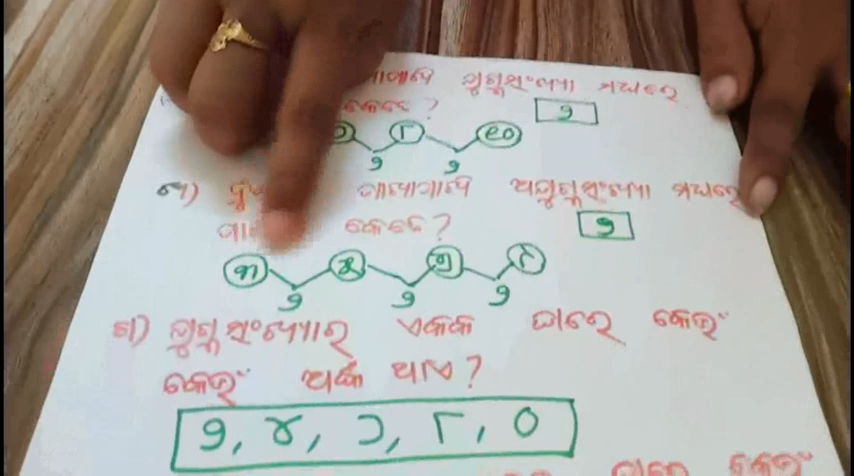 ପାଖାପାଖି ଯୁଗ୍ମସଂଖ୍ୟା ମଧ୍ୟରେ
କେତେ? ୨
୮ ୧୦
୨ ୨
ଖ) ପାଖାପାଖି ଅଯୁଗ୍ମସଂଖ୍ୟା ମଧ୍ୟରେ
କେତେ? ୨
୩ ୫ ୭ ୯
୨ ୨ ୨
ଗ) ଯୁଗ୍ମସଂଖ୍ୟାର ଏକକ ଘରେ କେଉଁ
କେଉଁ ଅଙ୍କ ଥାଏ?
୨, ୪, ୬, ୮, ୦
ଘରେ କେଉଁ